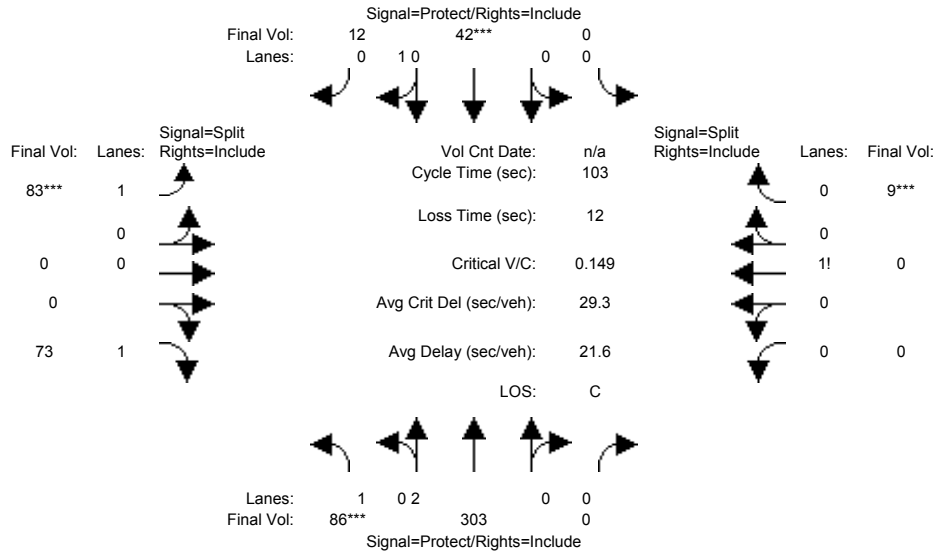 Signal=Protect/Rights=Include
Final Vol: 12 42*** 0
Lanes: 0 1 0 0 0
Signal=Split
Final Vol: Lanes: Rights=Include
Vol Cnt Date: n/a
Signal=Split
Rights=Include Lanes: Final Vol:
Cycle Time (sec): 103
83*** 1
0 9***
Loss Time (sec): 12
0
0
0 0
Critical V/C: 0.149
1! 0
0
Avg Crit Del (sec/veh): 29.3
0
73 1
Avg Delay (sec/veh): 21.6
0 0
LOS: C
Lanes: 1 0 2 0 0
Final Vol: 86*** 303 0
Signal=Protect/Rights=Include